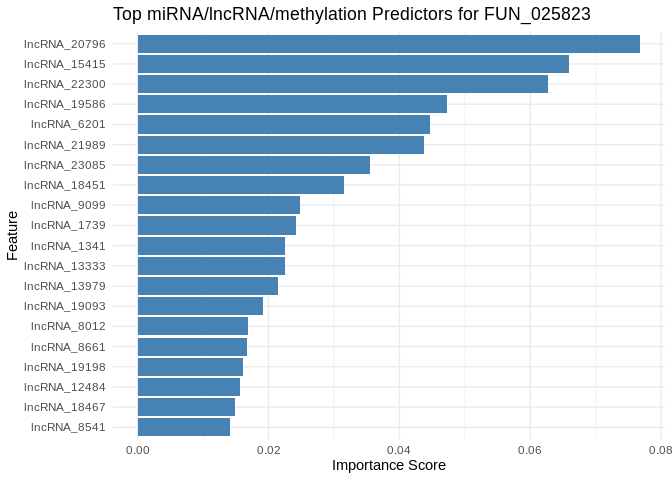 Top miRNA/lncRNA/methylation Predictors for FUN_025823
Feature
lncRNA_20796
lncRNA_15415
lncRNA_22300
lncRNA_19586
lncRNA_6201
lncRNA_21989
lncRNA_23085
lncRNA_18451
lncRNA_9099
lncRNA_1739
lncRNA_1341
lncRNA_13333
lncRNA_13979
lncRNA_19093
lncRNA_8012
lncRNA_8661
lncRNA_19198
lncRNA_12484
lncRNA_18467
lncRNA_8541
0.00 0.02 0.04 0.06 0.08
Importance Score